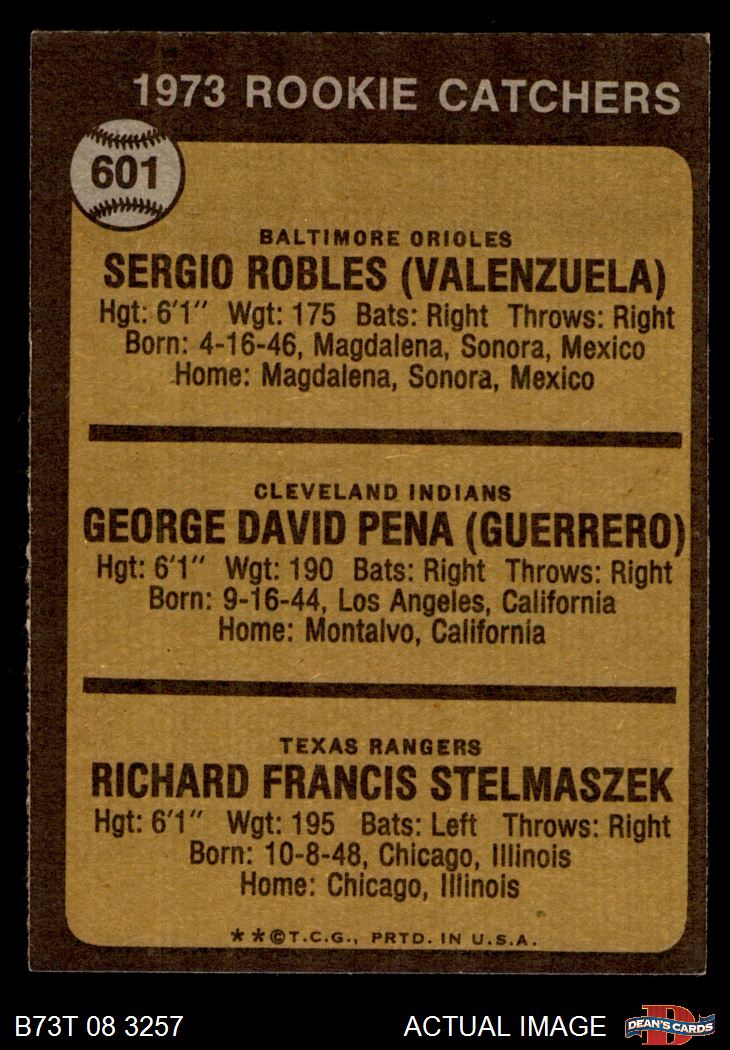 1973 ROOKIE CATCHERS
601
BALTIMORE ORIOLES
SERGIO ROBLES (VALENZUELA)
Hgt: 6'1" Wgt: 175 Bats: Right Throws: Right
Born: 4-16-46, Magdalena, Sonora, Mexico
Home: Magdalena, Sonora, Mexico
CLEVELAND INDIANS
GEORGE DAVID PENA (GUERRERO)
Hgt: 6'1" Wgt: 190 Bats: Right Throws: Right
Born: 9-16-44, Los Angeles, California
Home: Montalvo, California
TEXAS RANGERS
RICHARD FRANCIS STELMASZEK
Hgt: 6'1" Wgt: 195 Bats: Left Throws: Right
Born: 10-8-48, Chicago, Illinois
Home: Chicago, Illinois
**©T.C.G., PRTD. IN U.S.A.
B73T 08 3257 ACTUAL IMAGE D DEAN'S CARDS